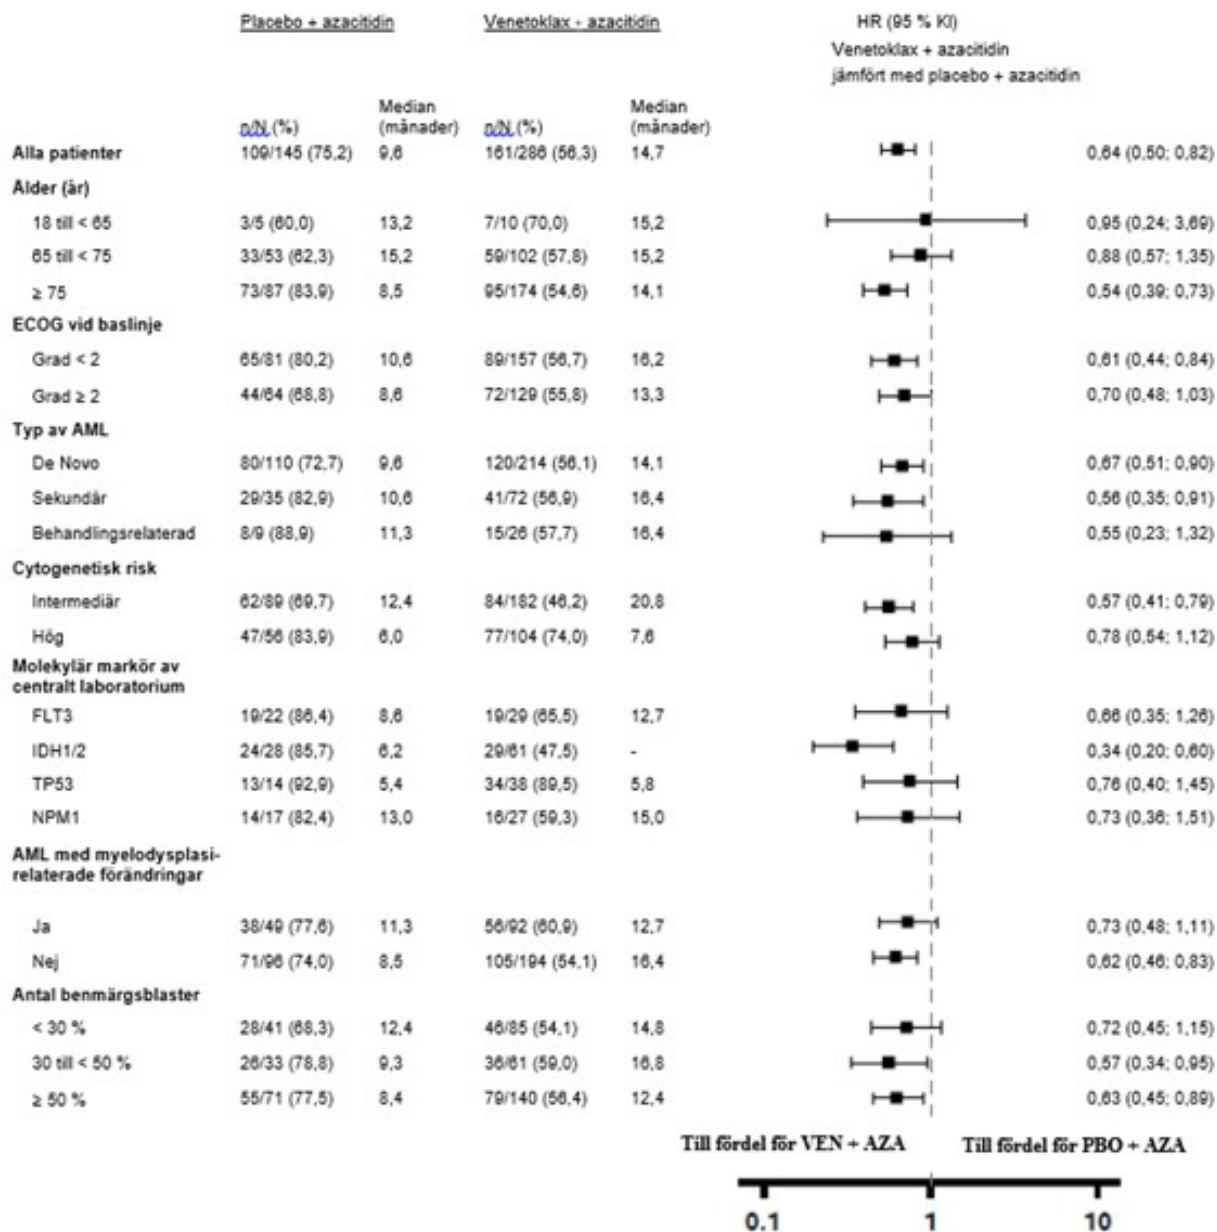 Placebo + azacitidin Venetoklax - azacitidin HR (95 % KI)
Venetoklax + azacitidin
jämfört med placebo + azacitidin
n/N (%) Median (månader) n/N (%) Median (månader)
Alla patienter 109/145 (75,2) 9,6 161/286 (56,3) 14,7 0,64 (0,50; 0,82)
Ålder (år)
18 till < 65 3/5 (60,0) 13,2 7/10 (70,0) 15,2 0,95 (0,24; 3,69)
65 till < 75 33/53 (62,3) 15,2 59/102 (57,8) 15,2 0,88 (0,57; 1,35)
≥ 75 73/87 (83,9) 8,5 95/174 (54,6) 14,1 0,54 (0,39; 0,73)
ECOG vid baslinje
Grad < 2 65/81 (80,2) 10,6 89/157 (56,7) 16,2 0,61 (0,44; 0,84)
Grad ≥ 2 44/64 (68,8) 8,6 72/129 (55,8) 13,3 0,70 (0,48; 1,03)
Typ av AML
De Novo 80/110 (72,7) 9,6 120/214 (56,1) 14,1 0,67 (0,51; 0,90)
Sekundär 29/35 (82,9) 10,6 41/72 (56,9) 16,4 0,56 (0,35; 0,91)
Behandlingsrelaterad 8/9 (88,9) 11,3 15/26 (57,7) 16,4 0,55 (0,23; 1,32)
Cytogenetisk risk
Intermediär 62/89 (69,7) 12,4 84/182 (46,2) 20,8 0,57 (0,41; 0,79)
Hög 47/56 (83,9) 6,0 77/104 (74,0) 7,6 0,78 (0,54; 1,12)
Molekylär markör av
centralt laboratorium
FLT3 19/22 (86,4) 8,6 19/29 (65,5) 12,7 0,66 (0,35; 1,26)
IDH1/2 24/28 (85,7) 6,2 29/61 (47,5) - 0,34 (0,20; 0,60)
TP53 13/14 (92,9) 5,4 34/38 (89,5) 5,8 0,76 (0,40; 1,45)
NPM1 14/17 (82,4) 13,0 16/27 (59,3) 15,0 0,73 (0,36; 1,51)
AML med myelodysplasi-
relaterade förändringar
Ja 38/49 (77,6) 11,3 56/92 (60,9) 12,7 0,73 (0,48; 1,11)
Nej 71/96 (74,0) 8,5 105/194 (54,1) 16,4 0,62 (0,46; 0,83)
Antal benmärgsblaster
< 30 % 28/41 (68,3) 12,4 46/85 (54,1) 14,8 0,72 (0,45; 1,15)
30 till < 50 % 26/33 (78,8) 9,3 36/61 (59,0) 16,8 0,57 (0,34; 0,95)
≥ 50 % 55/71 (77,5) 8,4 79/140 (56,4) 12,4 0,63 (0,45; 0,89)
Till fördel för VEN + AZA Till fördel för PBO + AZA
0.1 1 10